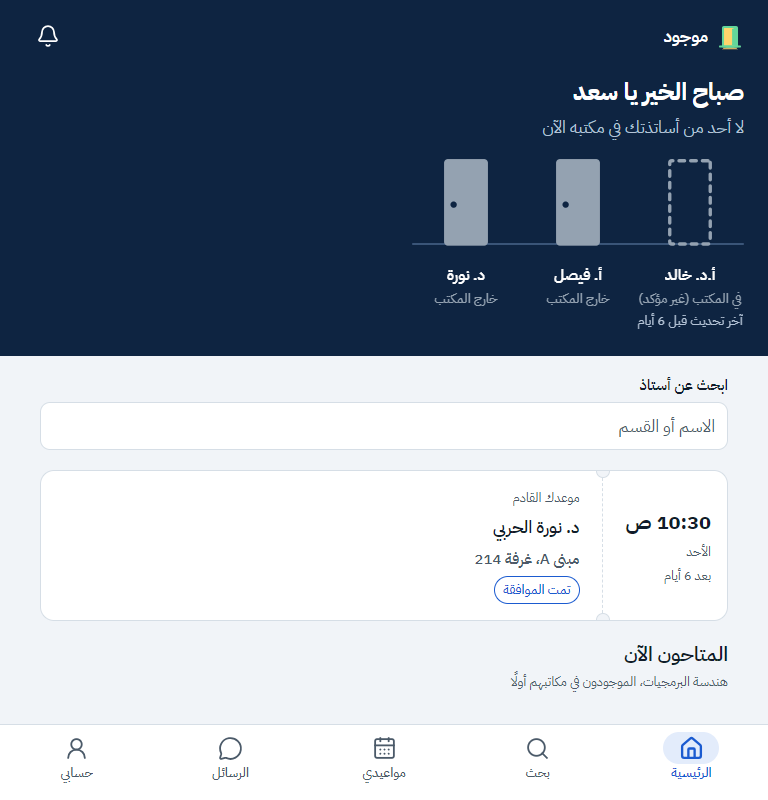 موجود
صباح الخير يا سعد
لا أحد من أساتذتك في مكتبه الآن
أ.د. خالد
في المكتب (غير مؤكد)
آخر تحديث قبل 6 أيام
أ. فيصل
خارج المكتب
د. نورة
خارج المكتب
ابحث عن أستاذ
الاسم أو القسم
10:30 ص
الأحد
بعد 6 أيام
موعدك القادم
د. نورة الحربي
مبنى A، غرفة 214
تمت الموافقة
المتاحون الآن
هندسة البرمجيات، الموجودون في مكاتبهم أولًا
الرئيسية
بحث
مواعيدي
الرسائل
حسابي